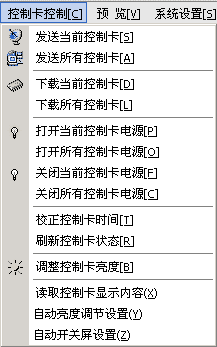 控制卡控制[C] 预 览[V] 系统设置[S]
发送当前控制卡[S]
发送所有控制卡[A]
下载当前控制卡[D]
下载所有控制卡[L]
打开当前控制卡电源[P]
打开所有控制卡电源[O]
关闭当前控制卡电源[F]
关闭所有控制卡电源[C]
校正控制卡时间[T]
刷新控制卡状态[R]
调整控制卡亮度[B]
读取控制卡显示内容(X)
自动亮度调节设置(Y)
自动开关屏设置(Z)